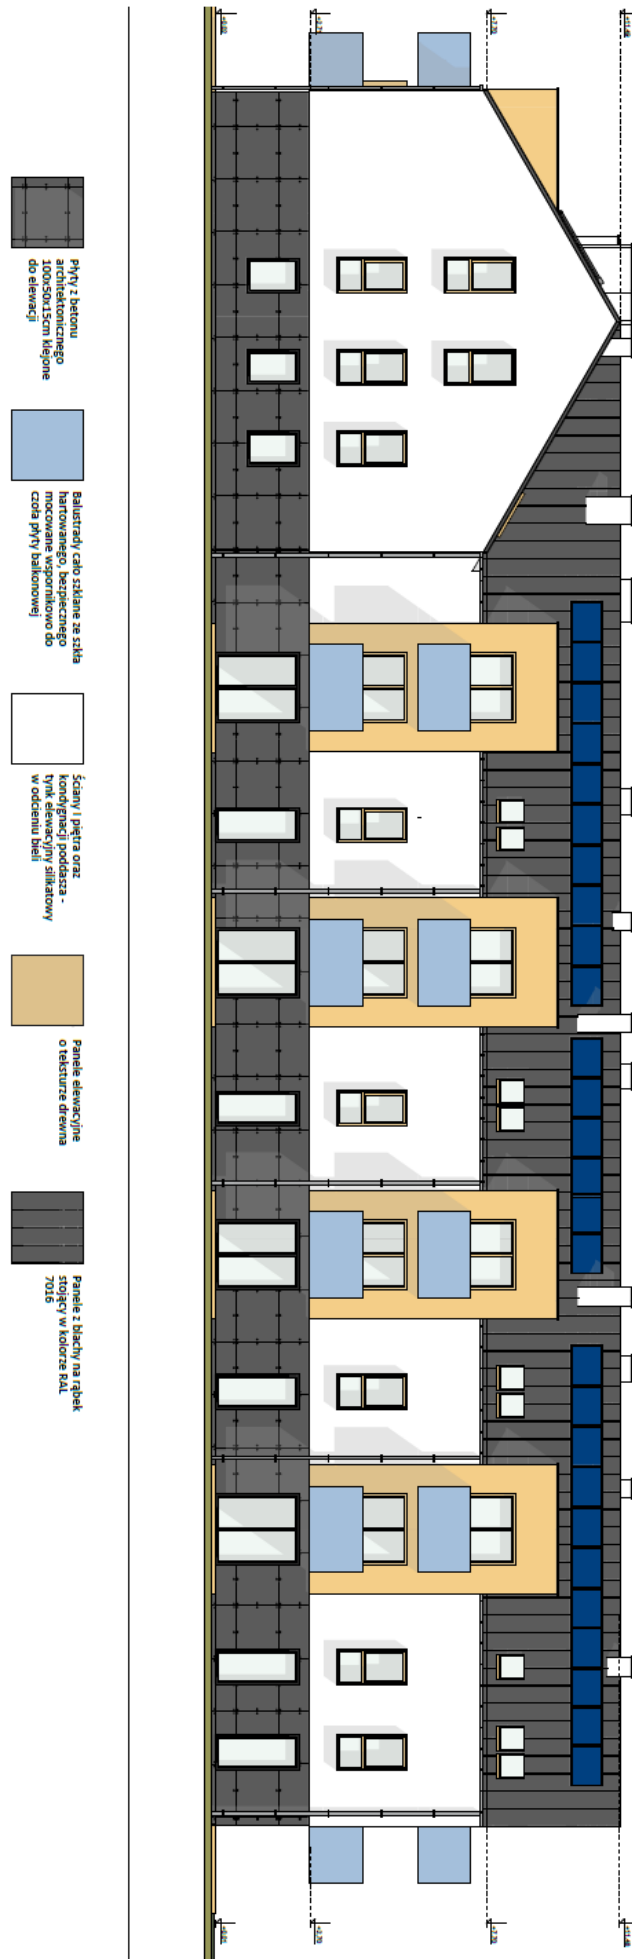 Płyty z betonu
architektonicznego
100x50x15cm klejone
do elewacji
Balustrady cało szklane ze szkła
hartowanego, bezpiecznego
mocowane wspornikowo do
czoła płyty balkonowej
Ściany I piętra oraz
kondygnacji poddasza -
tynk elewacyjny silikatowy
w odcieniu bieli
Panele elewacyjne
o teksturze drewna
Panele z blachy na rąbek
stojący w kolorze RAL
7016